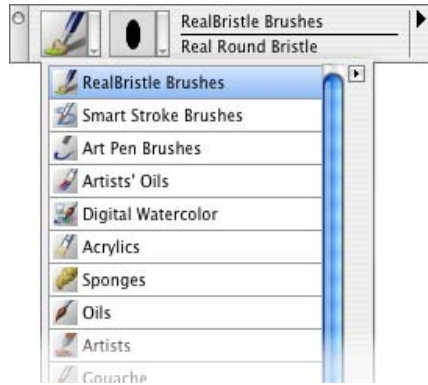 RealBristle Brushes
Real Round Bristle
RealBristle Brushes
Smart Stroke Brushes
Art Pen Brushes
Artists' Oils
Digital Watercolor
Acrylics
Sponges
Oils
Artists
Gouache